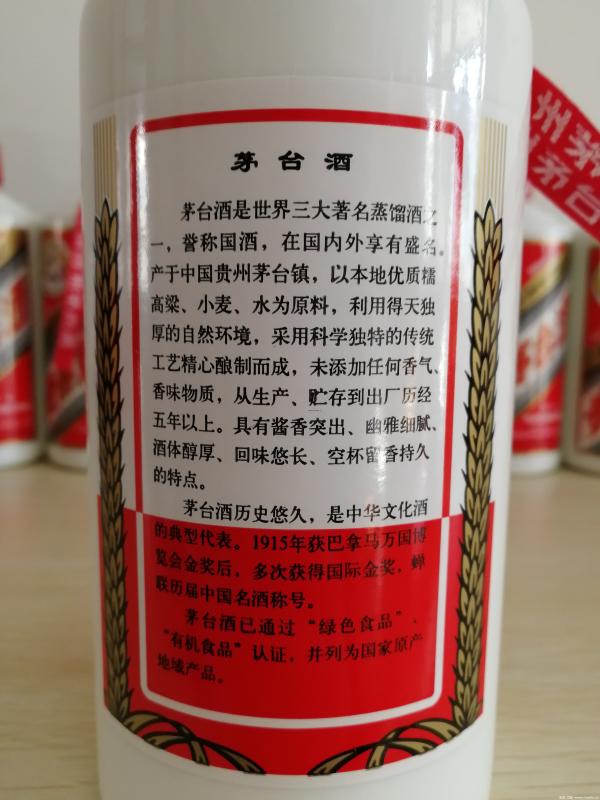 茅台酒
茅台酒是世界三大著名蒸馏酒之
一，誉称国酒，在国内外享有盛名。
产于中国贵州茅台镇，以本地优质糯
高粱、小麦、水为原料，利用得天独
厚的自然环境，采用科学独特的传统
工艺精心酿制而成，未添加任何香气、
香味物质，从生产、贮存到出厂历经
五年以上。具有酱香突出、幽雅细腻、
酒体醇厚、回味悠长、空杯留香持久
的特点。
茅台酒历史悠久，是中华文化酒
的典型代表。1915年获巴拿马万国博
览会金奖后，多次获得国际金奖，蝉
联历届中国名酒称号。
茅台酒已通过“绿色食品”、
“有机食品”认证，并列为国家原产
地域产品。
州茅
州茅台